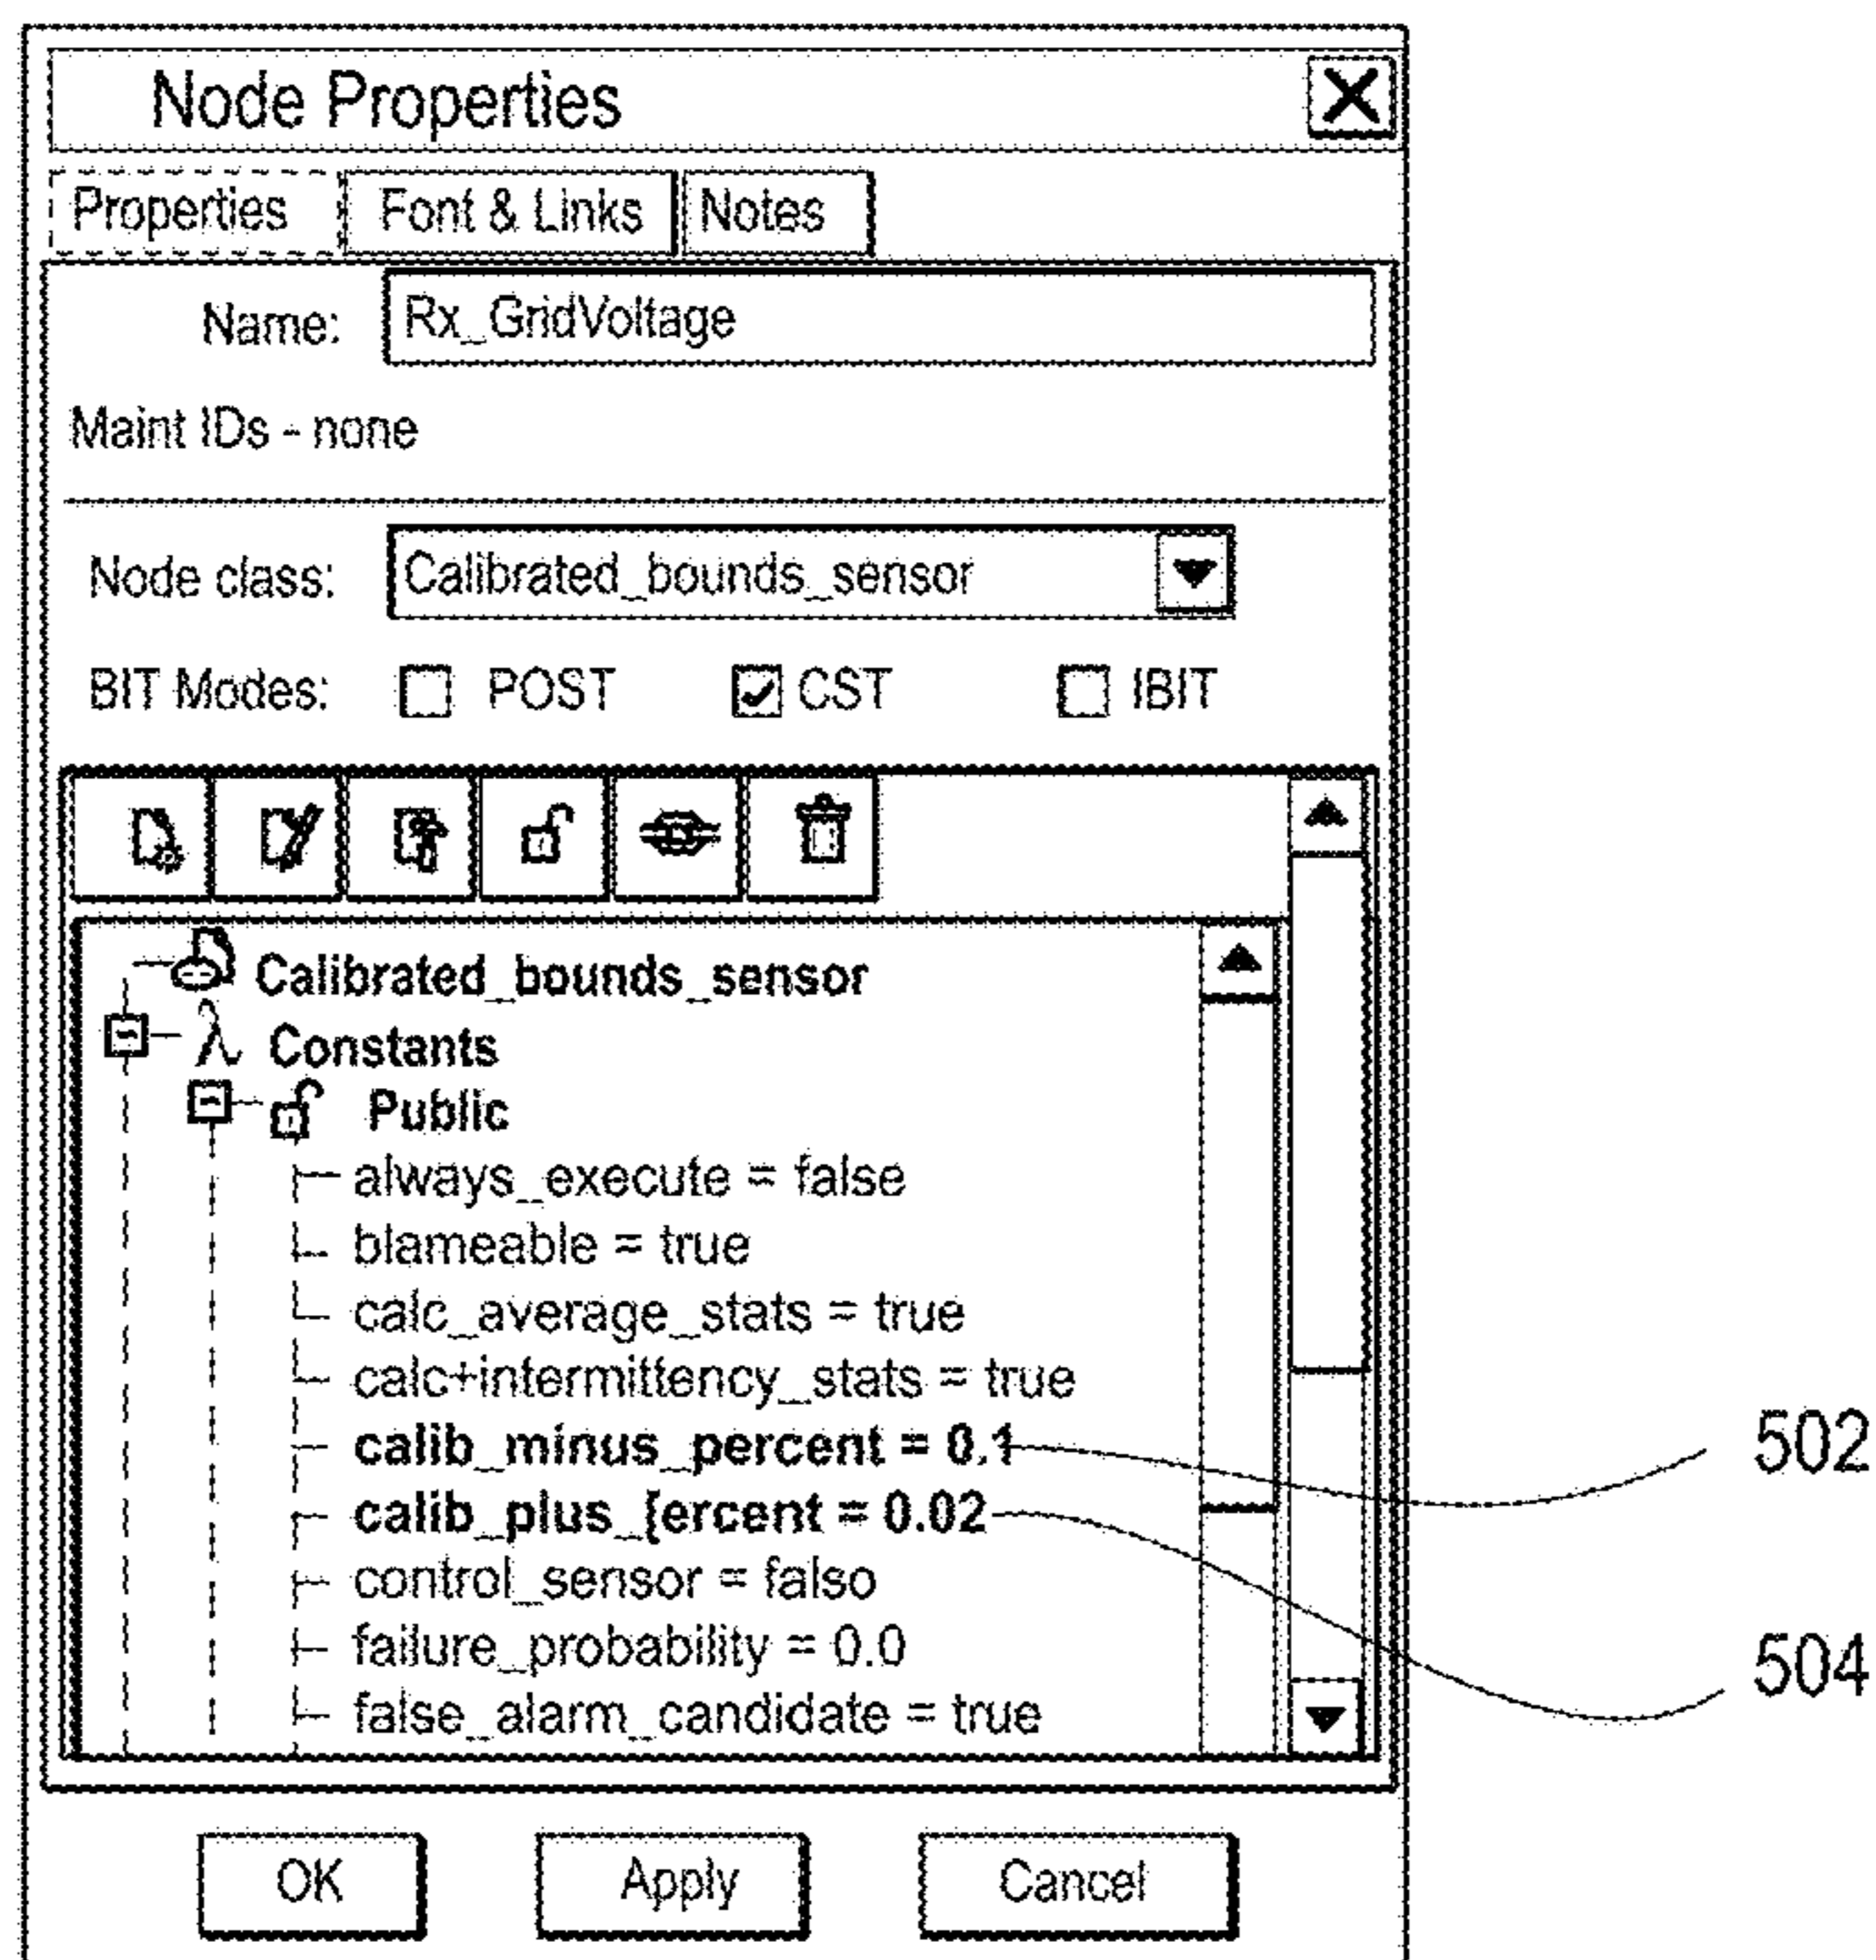 Node Properties
Properties Font & Links Notes
Name: Rx_GridVoltage
Maint IDs - none
Node class: Calibrated_bounds_sensor
BIT Modes: POST CST IBIT
Calibrated_bounds_sensor
λ Constants
Public
always_execute = false
blameable = true
calc_average_stats = true
calc+intermittency_stats = true
calib_minus_percent = 0.1
502
calib_plus_[ercent = 0.02
control_sensor = falso
failure_probability = 0.0
504
false_alarm_candidate = true
OK Apply Cancel